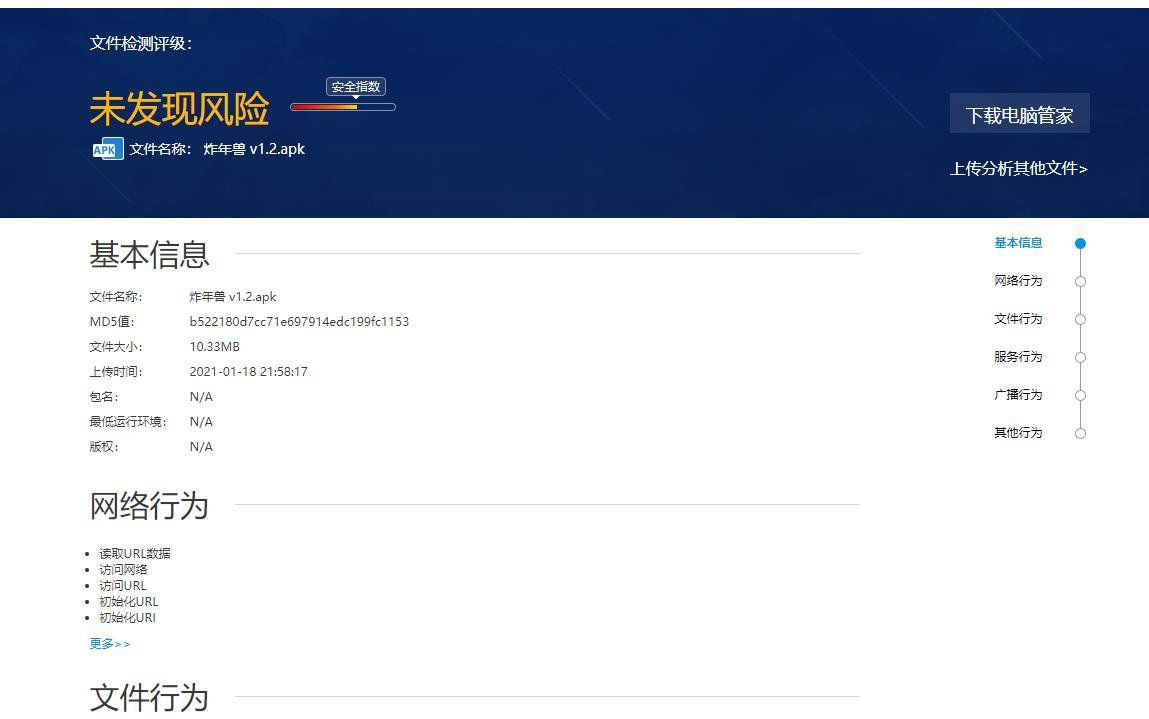 文件检测评级：
未发现风险
安全指数
APK 文件名称： 炸年兽 v1.2.apk
下载电脑管家
上传分析其他文件>
基本信息
文件名称： 炸年兽 v1.2.apk
MD5值： b522180d7cc71e697914edc199fc1153
文件大小： 10.33MB
上传时间： 2021-01-18 21:58:17
包名： N/A
最低运行环境： N/A
版权： N/A
网络行为
读取URL数据
访问网络
访问URL
初始化URL
初始化URI
更多>>
文件行为
基本信息
网络行为
文件行为
服务行为
广播行为
其他行为